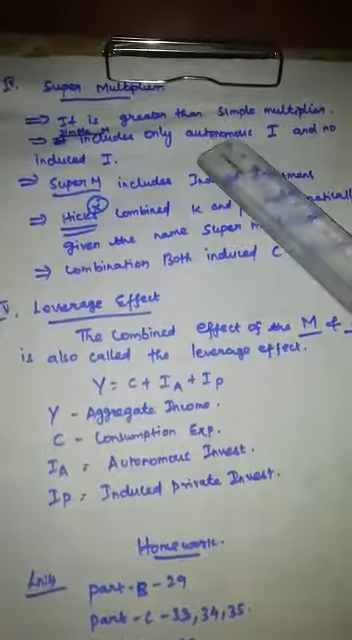 IV. Super Multiplier
⇒ It is greater than simple multiplier.
⇒ simple M includes only autonomous I and no
induced I.
⇒ Super M includes
⇒ Hicks combined K and
given the name Super M
⇒ Combination Both induced C
V. Leverage Effect
The combined effect of the M &
is also called the leverage effect.
Y = C + IA + IP
Y - Aggregate Income.
C - Consumption Exp.
IA = Autonomous Invest.
IP = Induced private Invest.
Homework.
part-B-29
part-C-33,34,35.